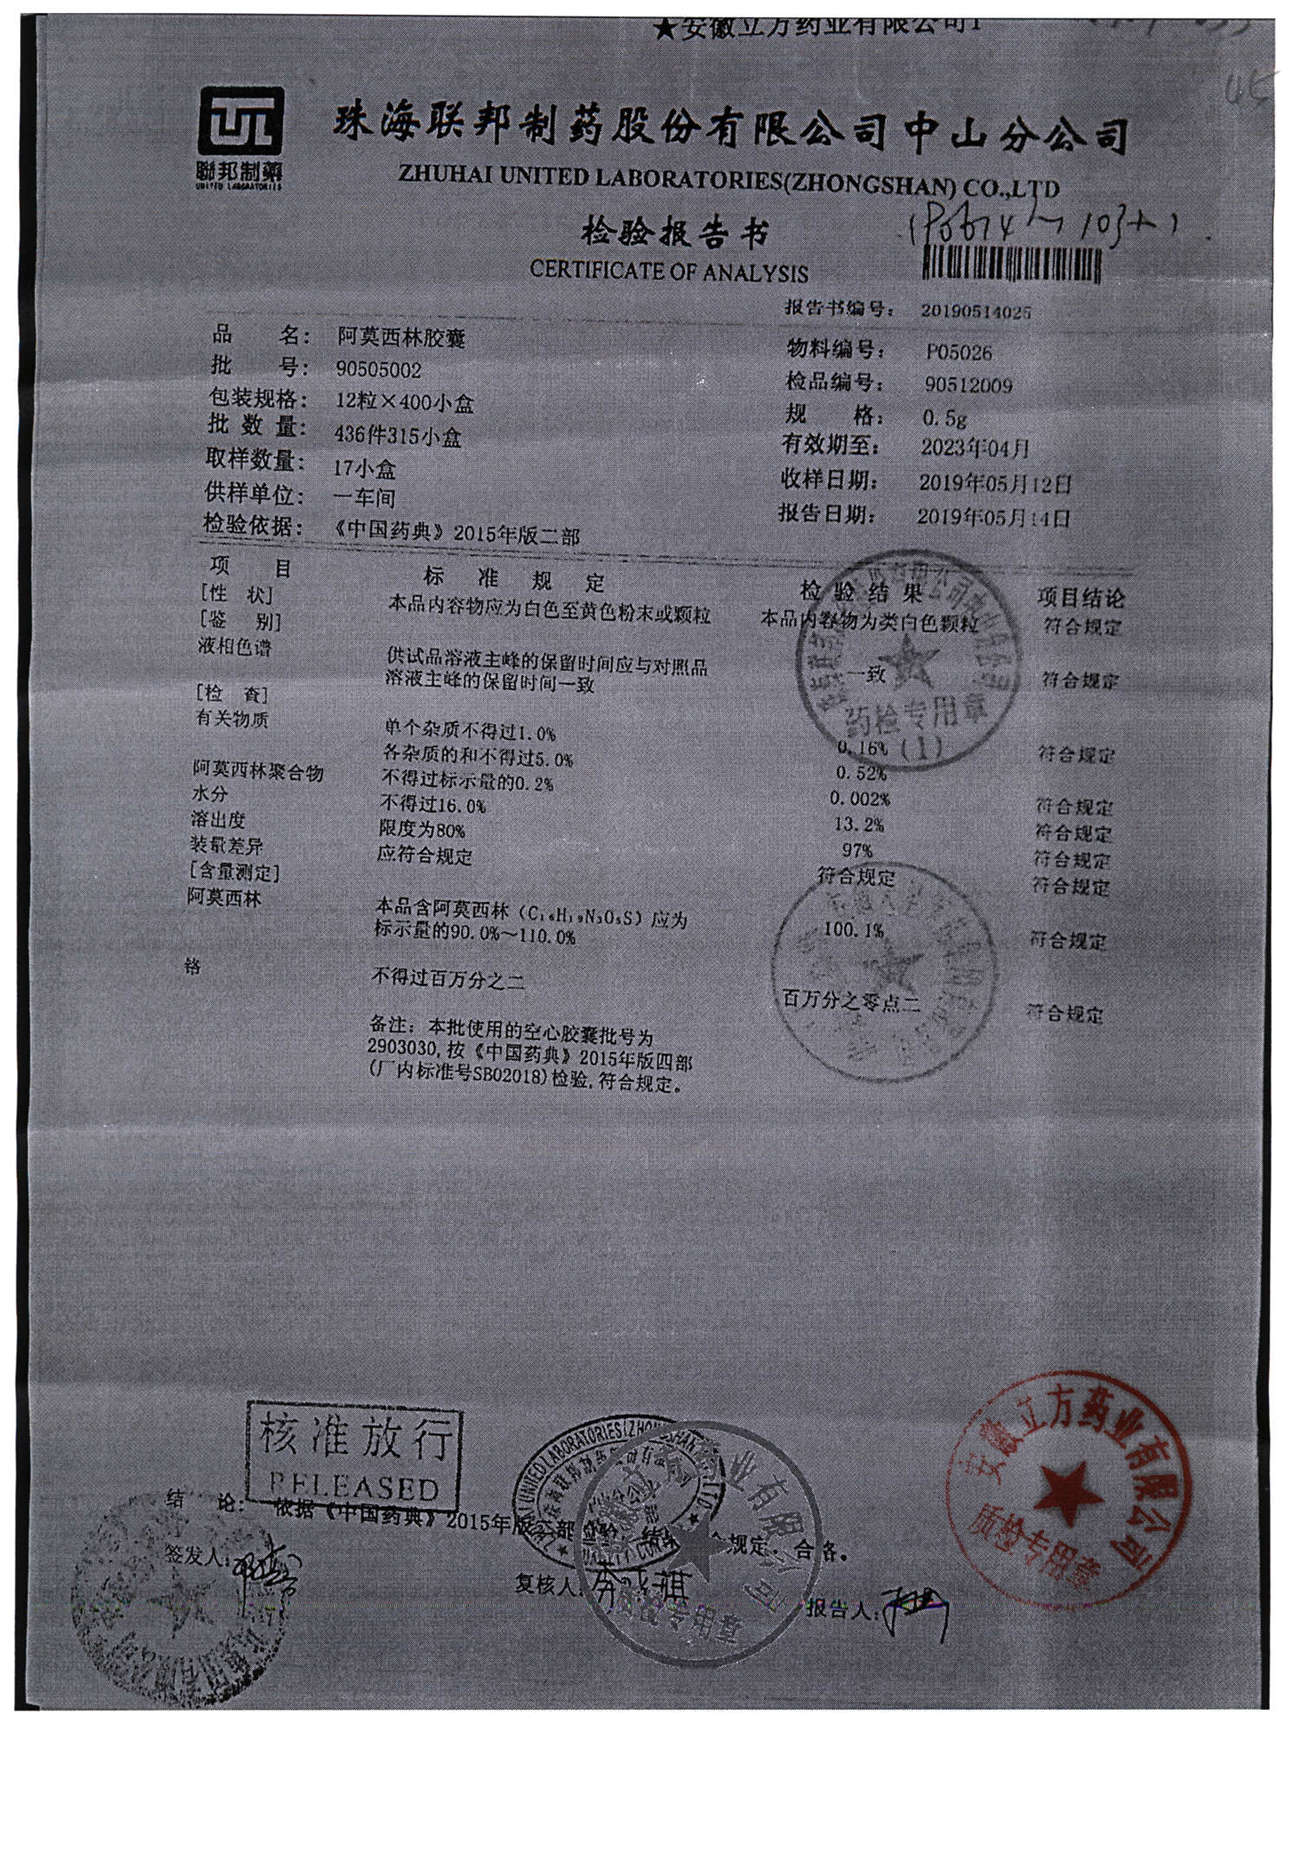 ★安徽立方药业有限公司1
聯邦制藥
UNITED LABORATORIES
珠海联邦制药股份有限公司中山分公司
ZHUHAI UNITED LABORATORIES(ZHONGSHAN) CO.,LTD
检验报告书
CERTIFICATE OF ANALYSIS
报告书编号: 20190514025
品 名: 阿莫西林胶囊 物料编号: P05026
批 号: 90505002 检品编号: 90512009
包装规格: 12粒×400小盒 规 格: 0.5g
批 数 量: 436件315小盒 有效期至: 2023年04月
取样数量: 17小盒 收样日期: 2019年05月12日
供样单位: 一车间 报告日期: 2019年05月14日
检验依据: 《中国药典》2015年版二部
项 目 标 准 规 定 检 验 结 果 项目结论
[性 状] 本品内容物应为白色至黄色粉末或颗粒 本品内容物为类白色颗粒 符合规定
[鉴 别]
液相色谱 供试品溶液主峰的保留时间应与对照品 一致 符合规定
溶液主峰的保留时间一致
[检 查]
有关物质 单个杂质不得过1.0% 0.16% 符合规定
各杂质的和不得过5.0% 0.52%
阿莫西林聚合物 不得过标示量的0.2% 0.002% 符合规定
水分 不得过16.0% 13.2% 符合规定
溶出度 限度为80% 97% 符合规定
装量差异 应符合规定 符合规定 符合规定
[含量测定]
阿莫西林 本品含阿莫西林（C₁₆H₁₉N₃O₅S）应为 100.1% 符合规定
标示量的90.0%～110.0%
铬 不得过百万分之二 百万分之零点二 符合规定
备注: 本批使用的空心胶囊批号为
2903030,按《中国药典》2015年版四部
(厂内标准号SB02018)检验,符合规定。
药检专用章
(1)
核准放行
RELEASED
结 论: 依据《中国药典》2015年版二部检验, 结果 合规定, 合格。
签发人:
复核人:
报告人:
安徽立方药业有限公司
质检专用章
安徽立方药业有限公司
质检专用章